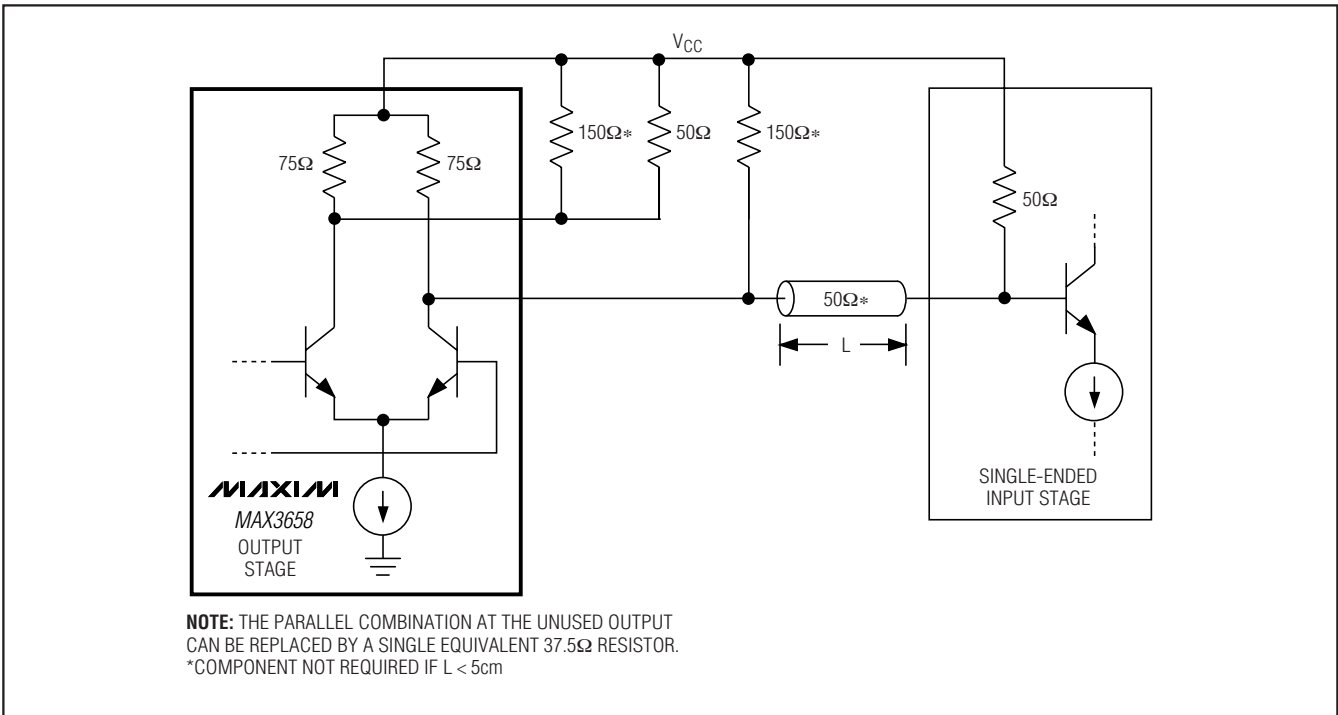 VCC
150Ω*
50Ω
150Ω*
75Ω
75Ω
50Ω
50Ω*
L
MAXIM
MAX3658
OUTPUT
STAGE
SINGLE-ENDED
INPUT STAGE
NOTE: THE PARALLEL COMBINATION AT THE UNUSED OUTPUT
CAN BE REPLACED BY A SINGLE EQUIVALENT 37.5Ω RESISTOR.
*COMPONENT NOT REQUIRED IF L < 5cm